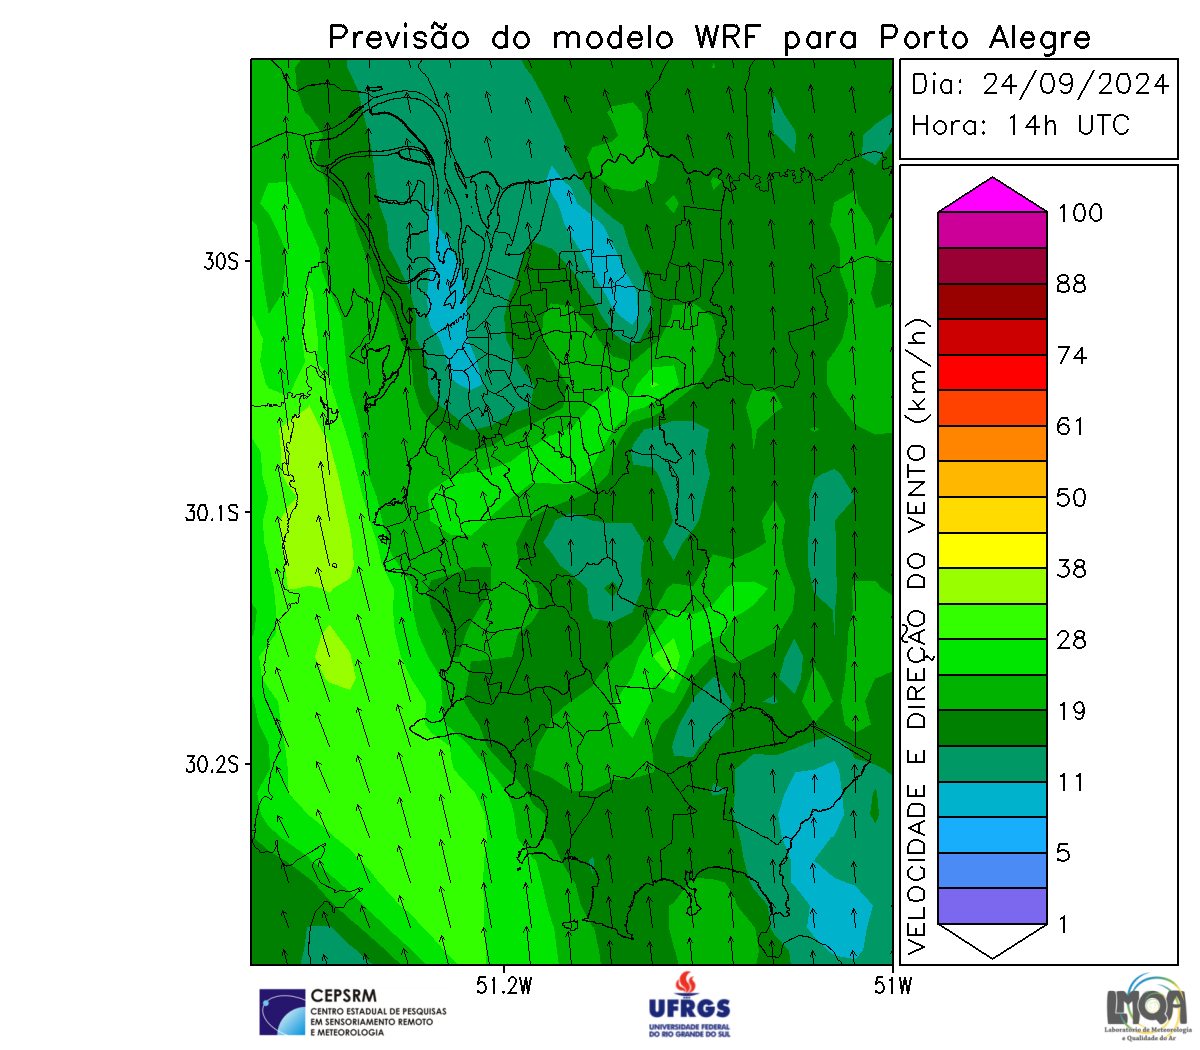 Previsão do modelo WRF para Porto Alegre
Dia: 24/09/2024
Hora: 14h UTC
VELOCIDADE E DIREÇÃO DO VENTO (km/h)
100
88
74
61
50
38
28
19
11
5
1
30S
30.1S
30.2S
51.2W
51W
CEPSRM
CENTRO ESTADUAL DE PESQUISAS
EM SENSORIAMENTO REMOTO
E METEOROLOGIA
UFRGS
UNIVERSIDADE FEDERAL
DO RIO GRANDE DO SUL
LMQA
Laboratório de Meteorologia
e Qualidade do Ar